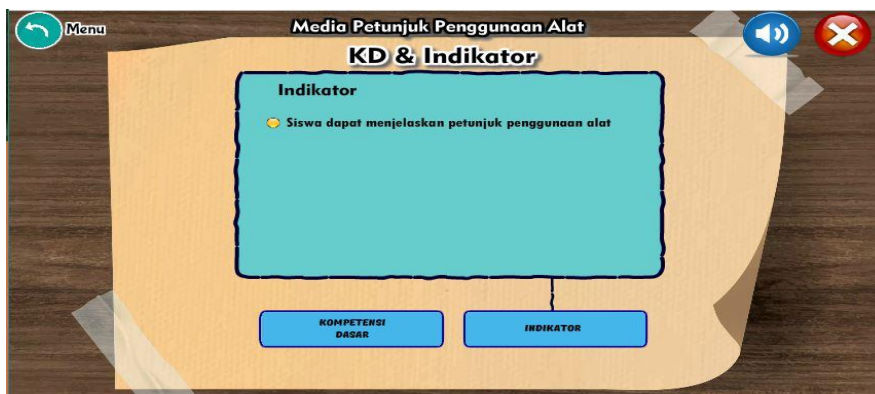 Menu
Media Petunjuk Penggunaan Alat
KD & Indikator
Indikator
Siswa dapat menjelaskan petunjuk penggunaan alat
KOMPETENSI
DASAR
INDIKATOR